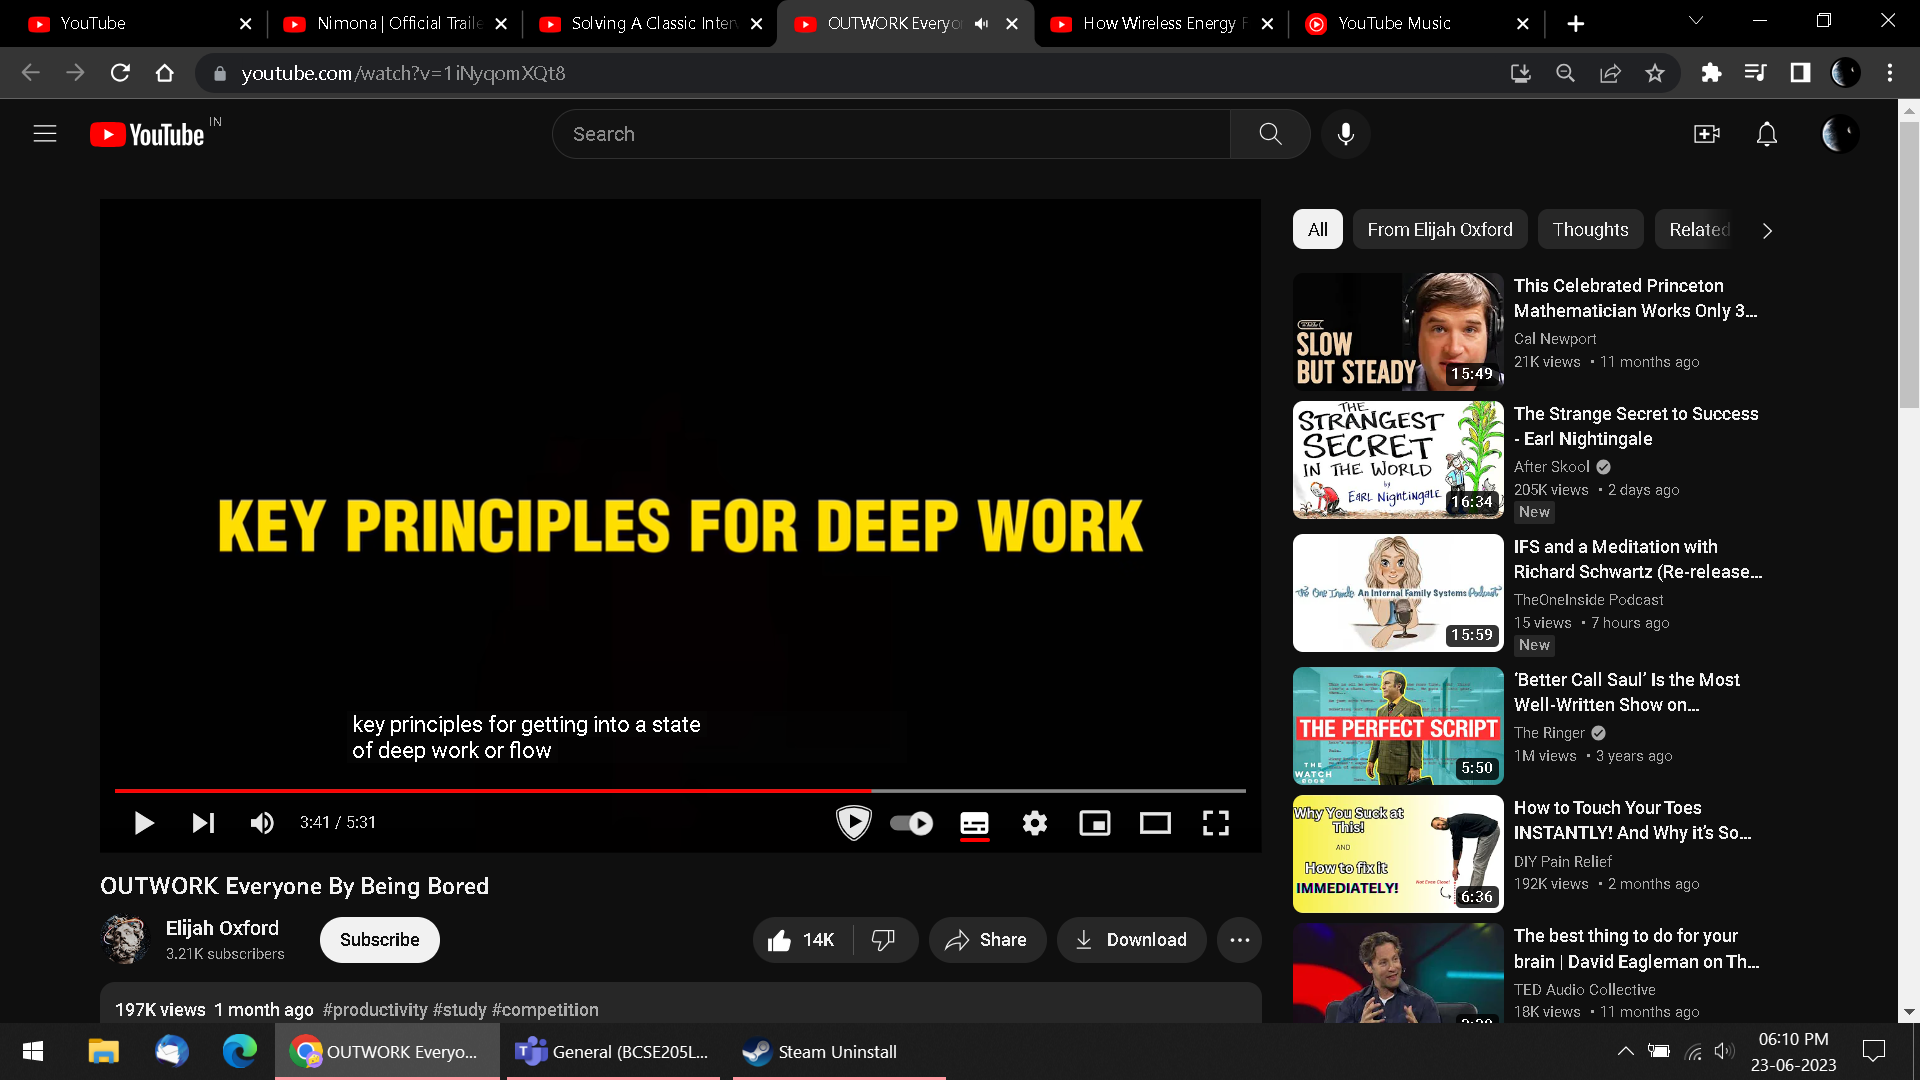 YouTube
Nimona | Official Traile
Solving A Classic Inter
OUTWORK Everyo
How Wireless Energy F
YouTube Music
youtube.com/watch?v=1iNyqomXQt8
YouTube IN
Search
All
From Elijah Oxford
Thoughts
Related
KEY PRINCIPLES FOR DEEP WORK
key principles for getting into a state
of deep work or flow
3:41 / 5:31
OUTWORK Everyone By Being Bored
Elijah Oxford
3.21K subscribers
Subscribe
14K
Share
Download
197K views 1 month ago #productivity #study #competition
SLOW
BUT STEADY
15:49
This Celebrated Princeton
Mathematician Works Only 3...
Cal Newport
21K views • 11 months ago
THE
STRANGEST
SECRET
IN THE WORLD
by
EARL NIGHTINGALE
16:34
The Strange Secret to Success
- Earl Nightingale
After Skool
205K views • 2 days ago
New
The One Inside An Internal Family Systems Podcast
15:59
IFS and a Meditation with
Richard Schwartz (Re-release...
TheOneInside Podcast
15 views • 7 hours ago
New
THE PERFECT SCRIPT
THE
WATCH
5:50
‘Better Call Saul’ Is the Most
Well-Written Show on...
The Ringer
1M views • 3 years ago
Why You Suck at
This!
AND
How to fix it
IMMEDIATELY!
Not Even Close!
6:36
How to Touch Your Toes
INSTANTLY! And Why it's So...
DIY Pain Relief
192K views • 2 months ago
The best thing to do for your
brain | David Eagleman on Th...
TED Audio Collective
18K views • 11 months ago
OUTWORK Everyo...
General (BCSE205L...
Steam Uninstall
06:10 PM
23-06-2023